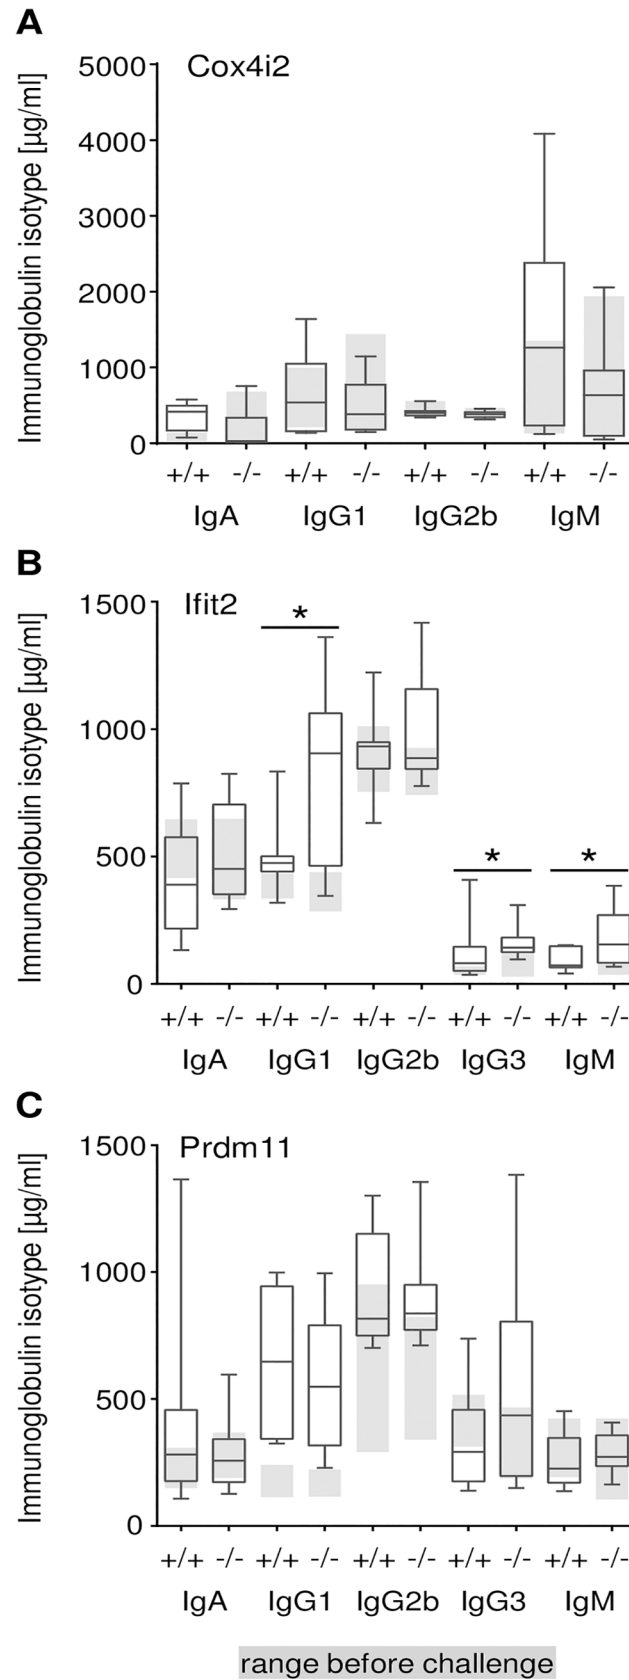 A
Cox4i2
Immunoglobulin isotype [µg/ml]
5000
4000
3000
2000
1000
0
+/+ -/- +/+ -/- +/+ -/- +/+ -/-
IgA IgG1 IgG2b IgM
B
Ifit2
Immunoglobulin isotype [µg/ml]
1500
1000
500
0
*
* *
+/+ -/- +/+ -/- +/+ -/- +/+ -/- +/+ -/-
IgA IgG1 IgG2b IgG3 IgM
C
Prdm11
Immunoglobulin isotype [µg/ml]
1500
1000
500
0
+/+ -/- +/+ -/- +/+ -/- +/+ -/- +/+ -/-
IgA IgG1 IgG2b IgG3 IgM
range before challenge